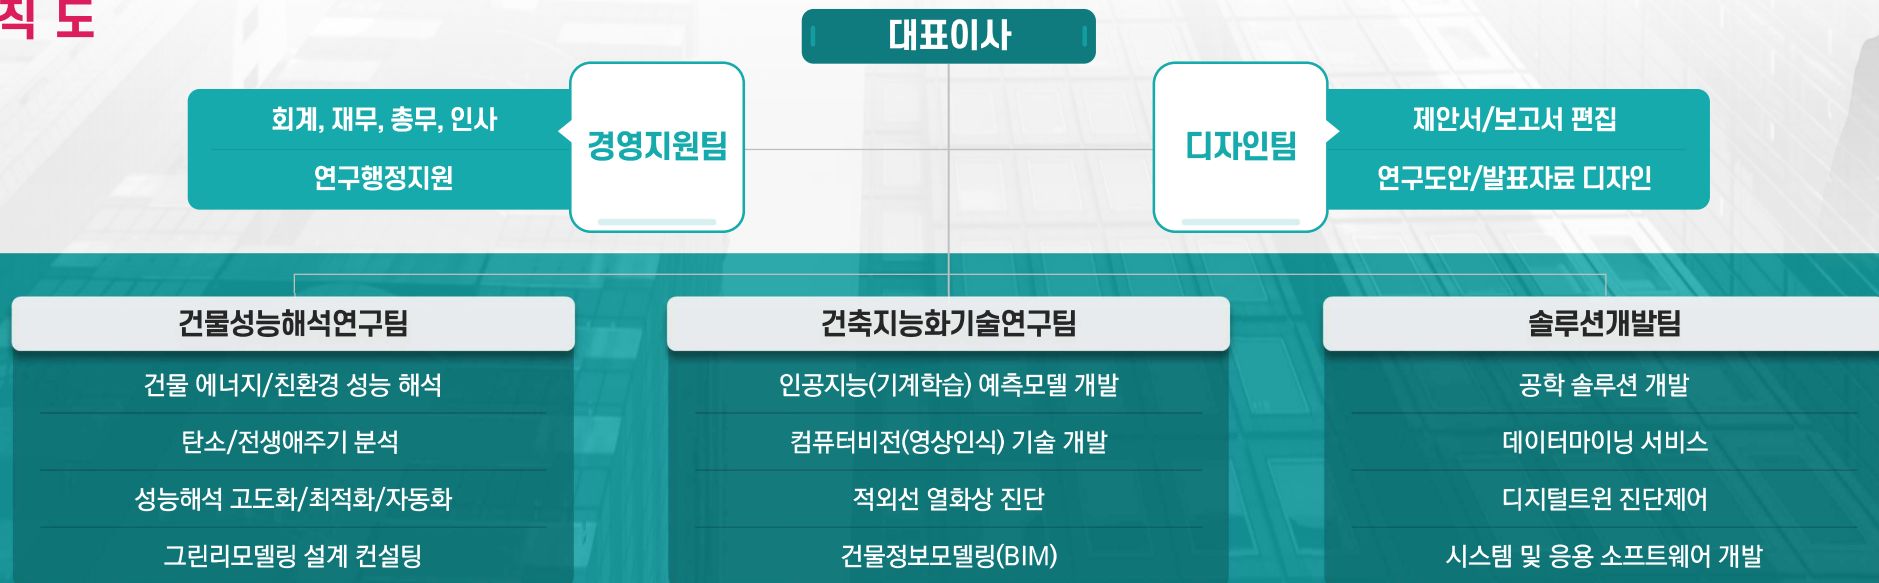 직 도
대표이사
회계, 재무, 총무, 인사
연구행정지원
경영지원팀
디자인팀
제안서/보고서 편집
연구도안/발표자료 디자인
건물성능해석연구팀
건물 에너지/친환경 성능 해석
탄소/전생애주기 분석
성능해석 고도화/최적화/자동화
그린리모델링 설계 컨설팅
건축지능화기술연구팀
인공지능(기계학습) 예측모델 개발
컴퓨터비전(영상인식) 기술 개발
적외선 열화상 진단
건물정보모델링(BIM)
솔루션개발팀
공학 솔루션 개발
데이터마이닝 서비스
디지털트윈 진단제어
시스템 및 응용 소프트웨어 개발